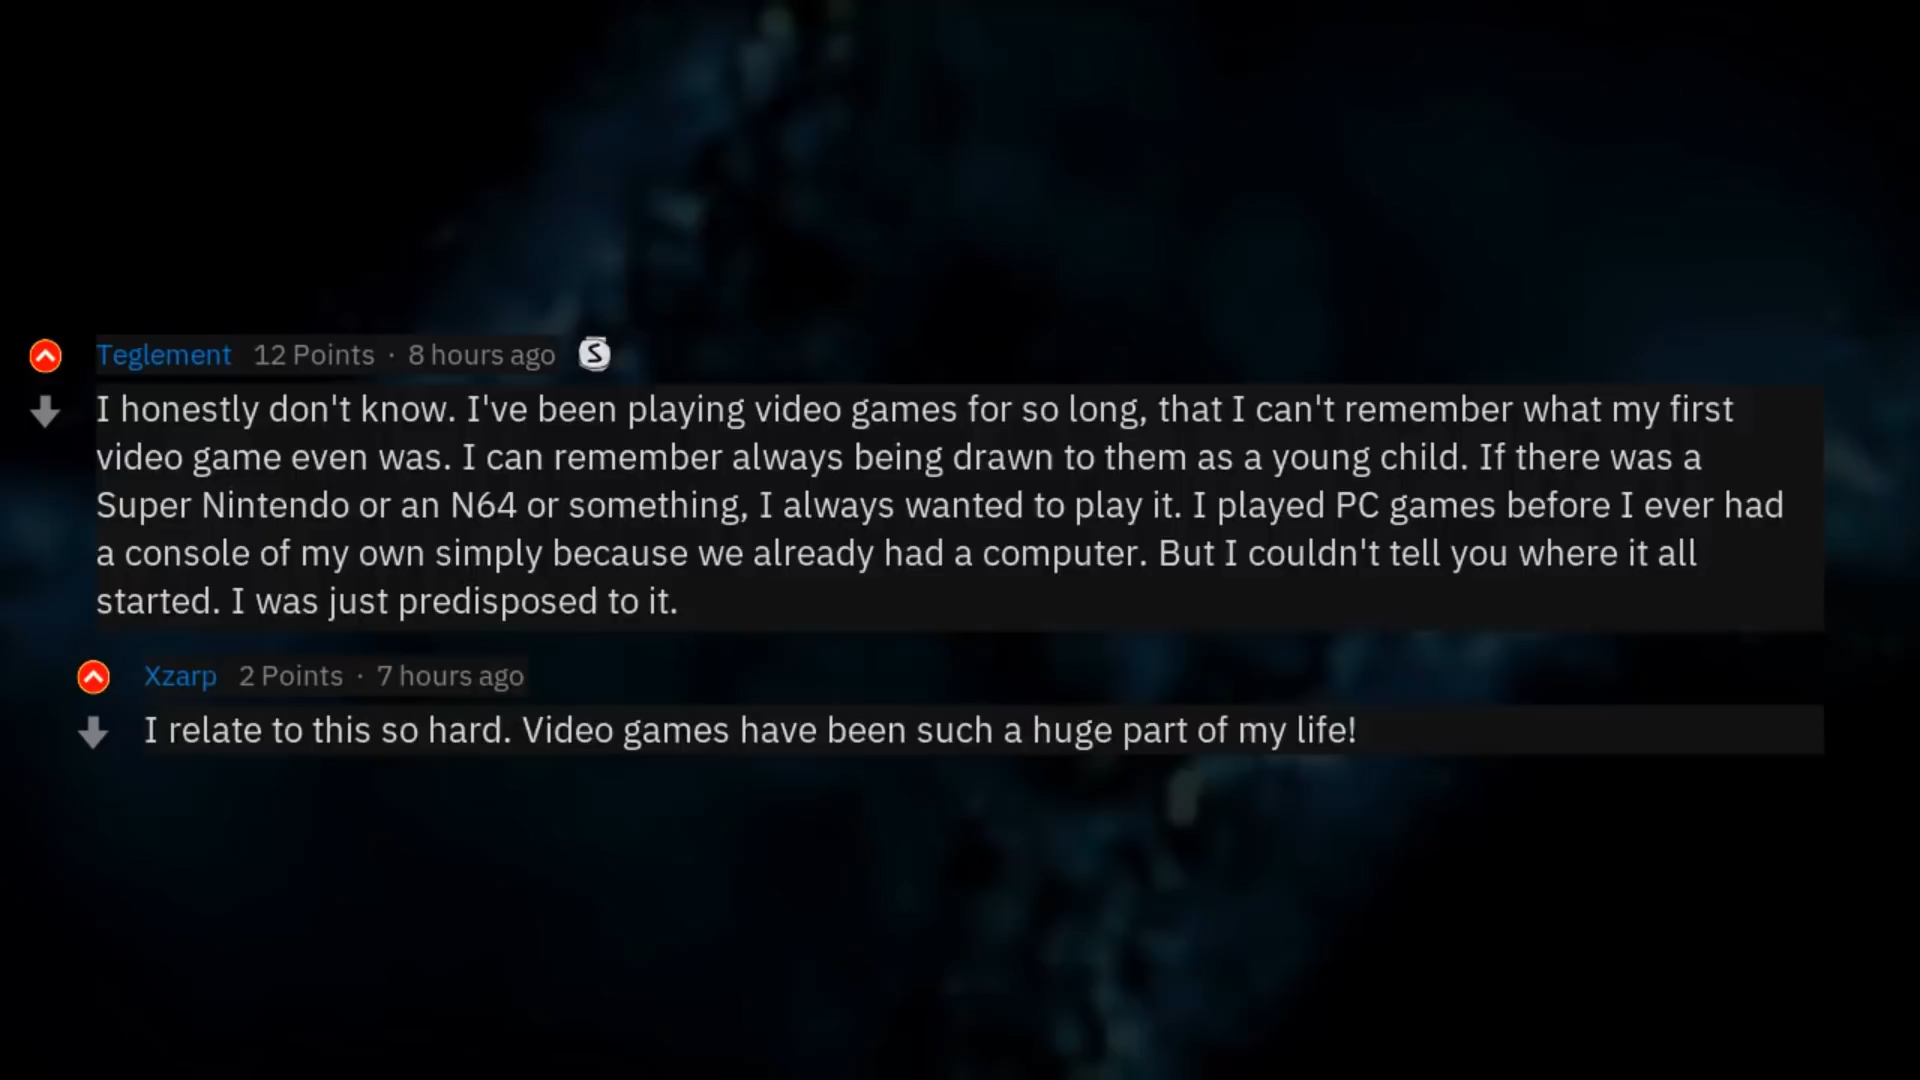 Teglement 12 Points · 8 hours ago S
I honestly don't know. I've been playing video games for so long, that I can't remember what my first
video game even was. I can remember always being drawn to them as a young child. If there was a
Super Nintendo or an N64 or something, I always wanted to play it. I played PC games before I ever had
a console of my own simply because we already had a computer. But I couldn't tell you where it all
started. I was just predisposed to it.
Xzarp 2 Points · 7 hours ago
I relate to this so hard. Video games have been such a huge part of my life!